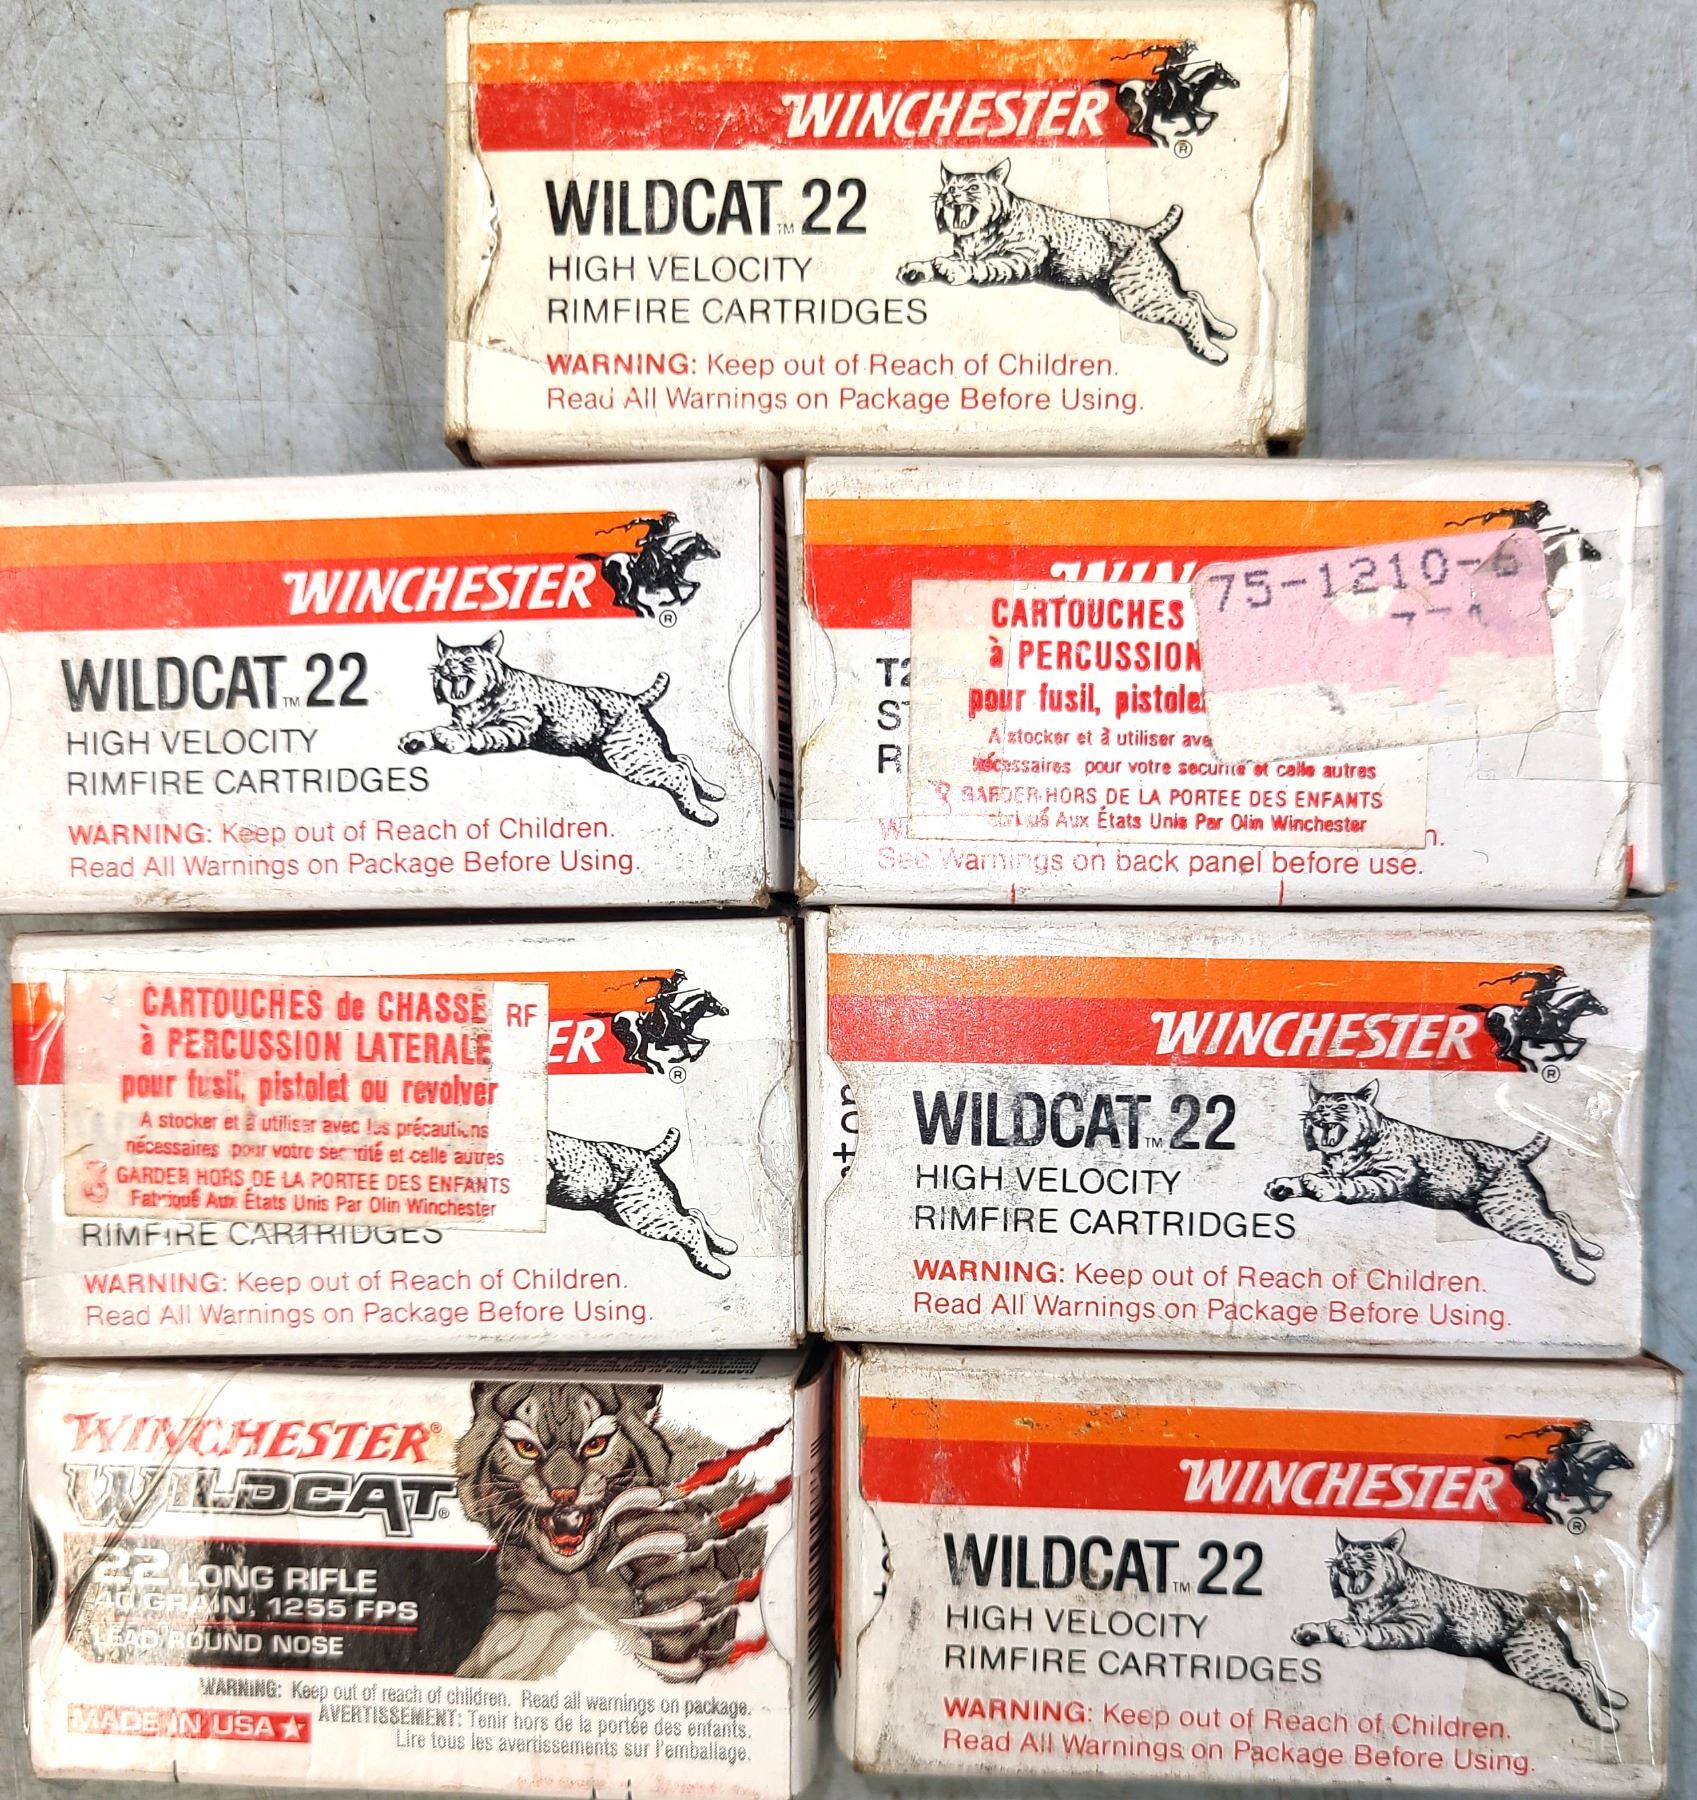 WINCHESTER
®
WILDCAT™ 22
HIGH VELOCITY
RIMFIRE CARTRIDGES
WARNING: Keep out of Reach of Children.
Read All Warnings on Package Before Using.
WINCHESTER
®
WILDCAT™ 22
HIGH VELOCITY
RIMFIRE CARTRIDGES
WARNING: Keep out of Reach of Children.
Read All Warnings on Package Before Using.
WIN
75-1210-6
CARTOUCHES
à PERCUSSION
pour fusil,
A stocker et à utiliser
nécessaires pour votre securite et celle autres
GARDER HORS DE LA PORTEE DES ENFANTS
Aux États Unis Par Olin Winchester
See Warnings on back panel before use.
CARTOUCHES de CHASSE RF
à PERCUSSION LATERALE
pour fusil, pistolet ou revolver
A stocker et à utiliser avec les précautions
nécessaires pour votre securité et celle autres
3 GARDER HORS DE LA PORTEE DES ENFANTS
Fabriqué Aux États Unis Par Olin Winchester
ER
®
RIMFIRE CARTRIDGES
WARNING: Keep out of Reach of Children.
Read All Warnings on Package Before Using.
WINCHESTER
®
WILDCAT™ 22
HIGH VELOCITY
RIMFIRE CARTRIDGES
WARNING: Keep out of Reach of Children.
Read All Warnings on Package Before Using.
WINCHESTER®
WILDCAT®
22 LONG RIFLE
40 GRAIN, 1255 FPS
LEAD ROUND NOSE
WARNING: Keep out of reach of children. Read all warnings on package.
MADE IN USA ★
AVERTISSEMENT: Tenir hors de la portée des enfants.
Lire tous les avertissements sur l'emballage.
WINCHESTER
®
WILDCAT™ 22
HIGH VELOCITY
RIMFIRE CARTRIDGES
WARNING: Keep out of Reach of Children.
Read All Warnings on Package Before Using.